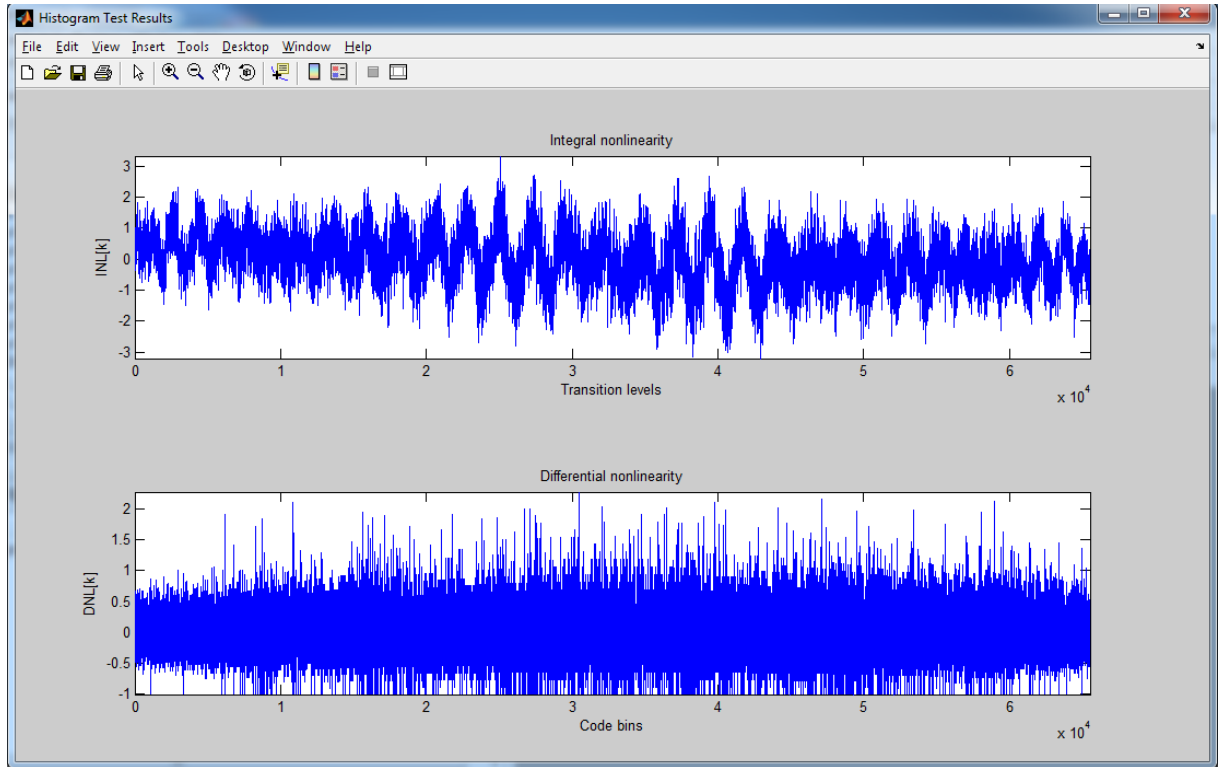 Histogram Test Results
File Edit View Insert Tools Desktop Window Help
Integral nonlinearity
INL[k]
3
2
1
0
-1
-2
-3
0 1 2 3 4 5 6
Transition levels
x 10^4
Differential nonlinearity
DNL[k]
2
1.5
1
0.5
0
-0.5
-1
0 1 2 3 4 5 6
Code bins
x 10^4